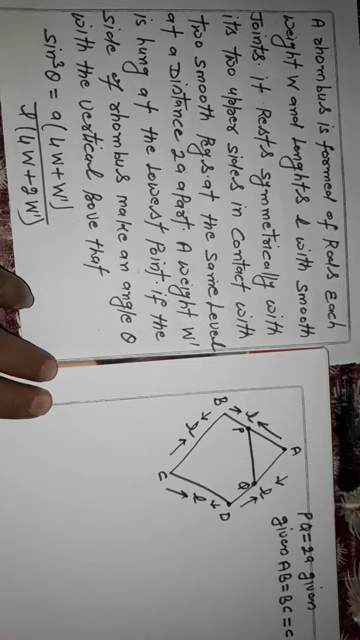 A rhombus is formed of Rods Each
weight W and lenghts l with smooth
Joints. it Rests symmetrically with
its two upper sides in contact with
two smooth Pegs at the same level
at a Distance 2a apart. A weight W'
is hung at the lowest Point. if the
side of rhombus make an angle θ
with the vertical Prove that
sin³θ = a(4W+W')
l(4W+2W')
PQ=2a given
given AB=BC=C
A
l
l
B
P
Q
l
l
D
C